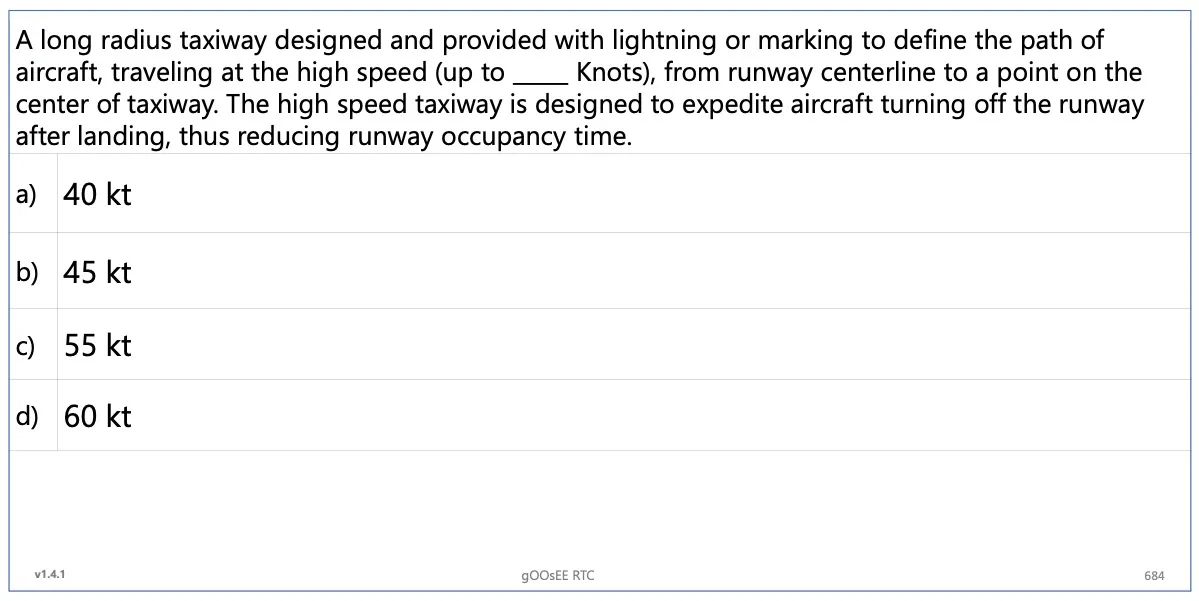 A long radius taxiway designed and provided with lightning or marking to define the path of
aircraft, traveling at the high speed (up to _____ Knots), from runway centerline to a point on the
center of taxiway. The high speed taxiway is designed to expedite aircraft turning off the runway
after landing, thus reducing runway occupancy time.
a) 40 kt
b) 45 kt
c) 55 kt
d) 60 kt
v1.4.1 gOOsEE RTC 684